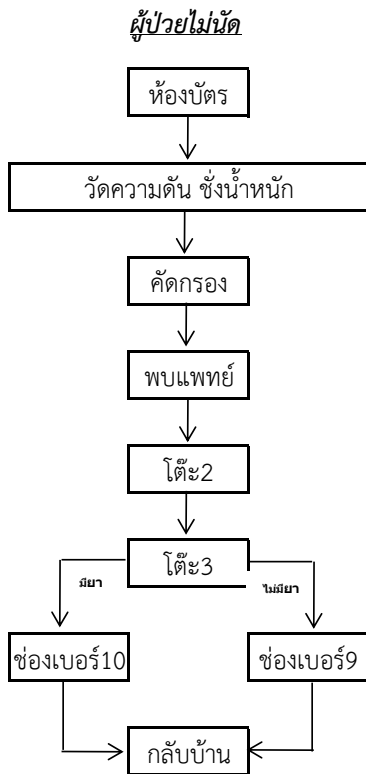 ผู้ป่วยไม่นัด
ห้องบัตร
วัดความดัน ชั่งน้ำหนัก
คัดกรอง
พบแพทย์
โต๊ะ2
โต๊ะ3
มียา
ไม่มียา
ช่องเบอร์10
ช่องเบอร์9
กลับบ้าน